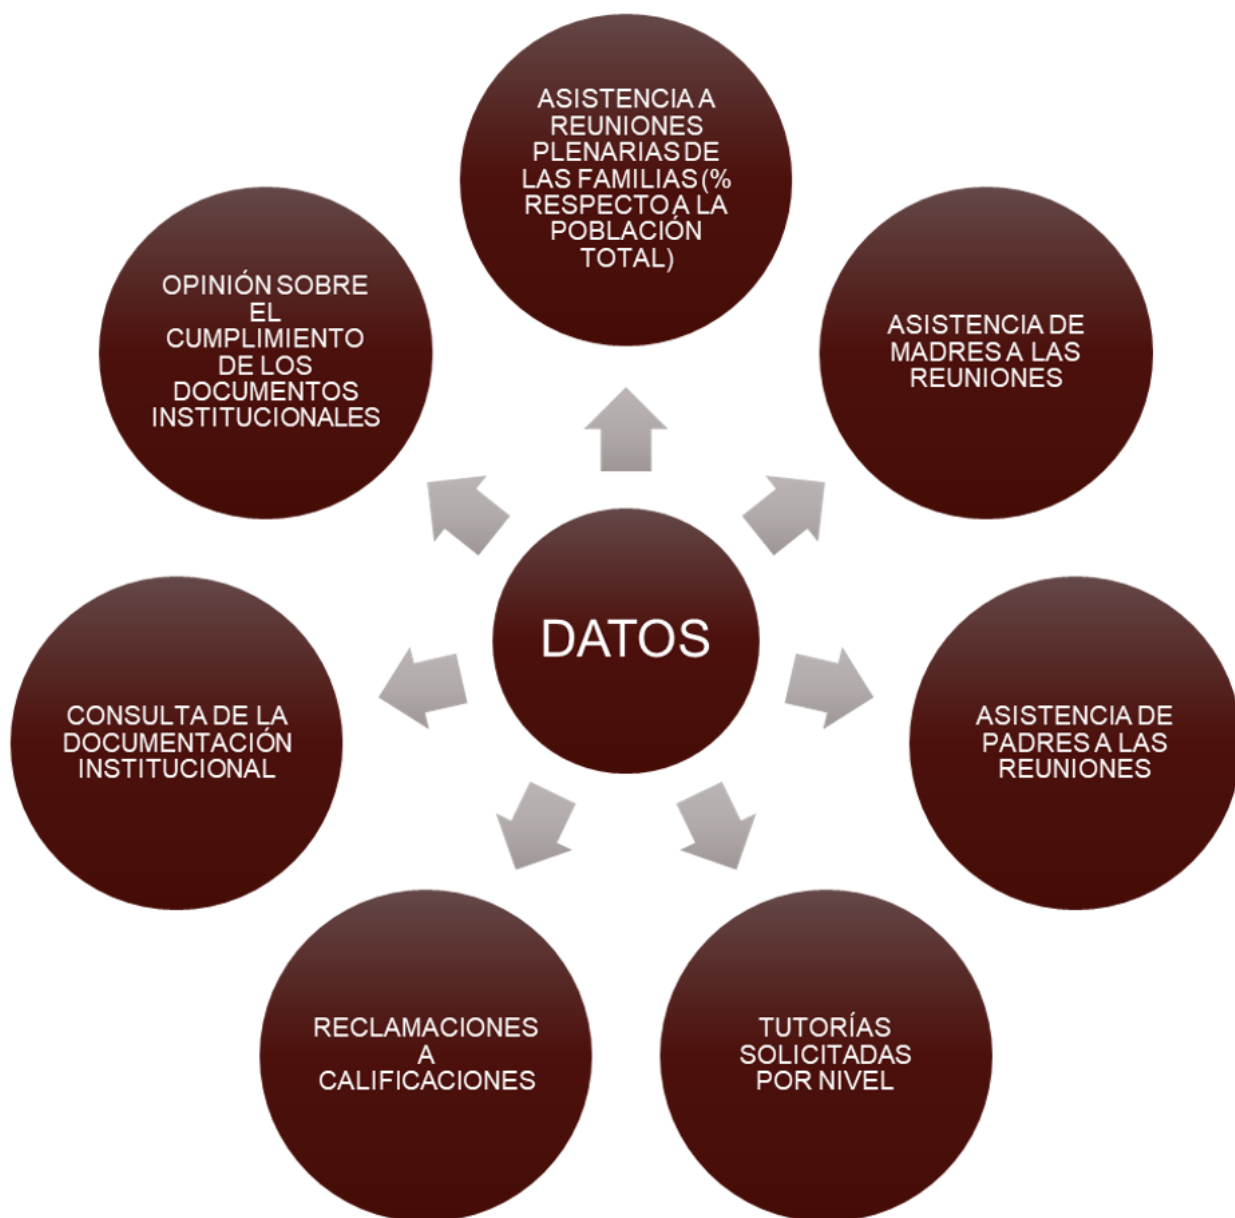 ASISTENCIA A
REUNIONES
PLENARIAS DE
LAS FAMILIAS (%
RESPECTO A LA
POBLACIÓN
TOTAL)
ASISTENCIA DE
MADRES A LAS
REUNIONES
ASISTENCIA DE
PADRES A LAS
REUNIONES
TUTORÍAS
SOLICITADAS
POR NIVEL
RECLAMACIONES
A
CALIFICACIONES
CONSULTA DE LA
DOCUMENTACIÓN
INSTITUCIONAL
OPINIÓN SOBRE
EL
CUMPLIMIENTO
DE LOS
DOCUMENTOS
INSTITUCIONALES
DATOS